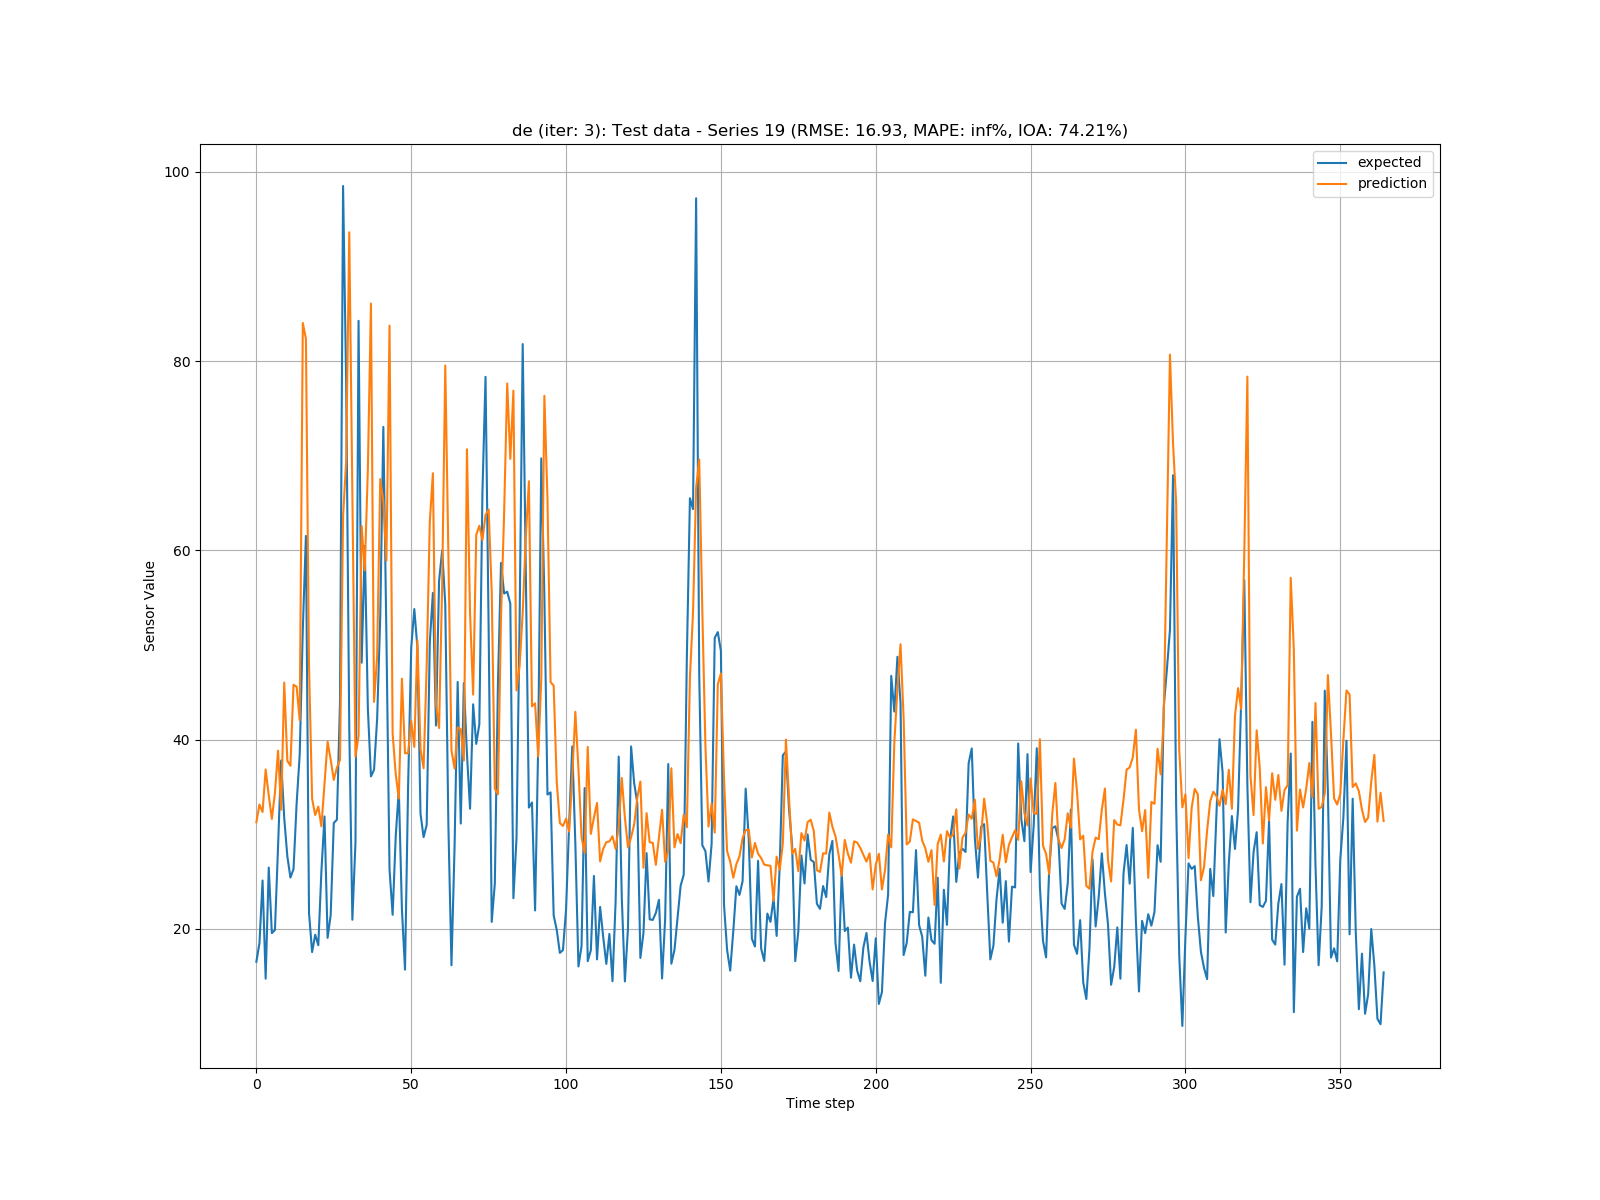 de (iter: 3): Test data - Series 19 (RMSE: 16.93, MAPE: inf%, IOA: 74.21%)
expected
prediction
100
80
60
40
20
Sensor Value
0 50 100 150 200 250 300 350
Time step